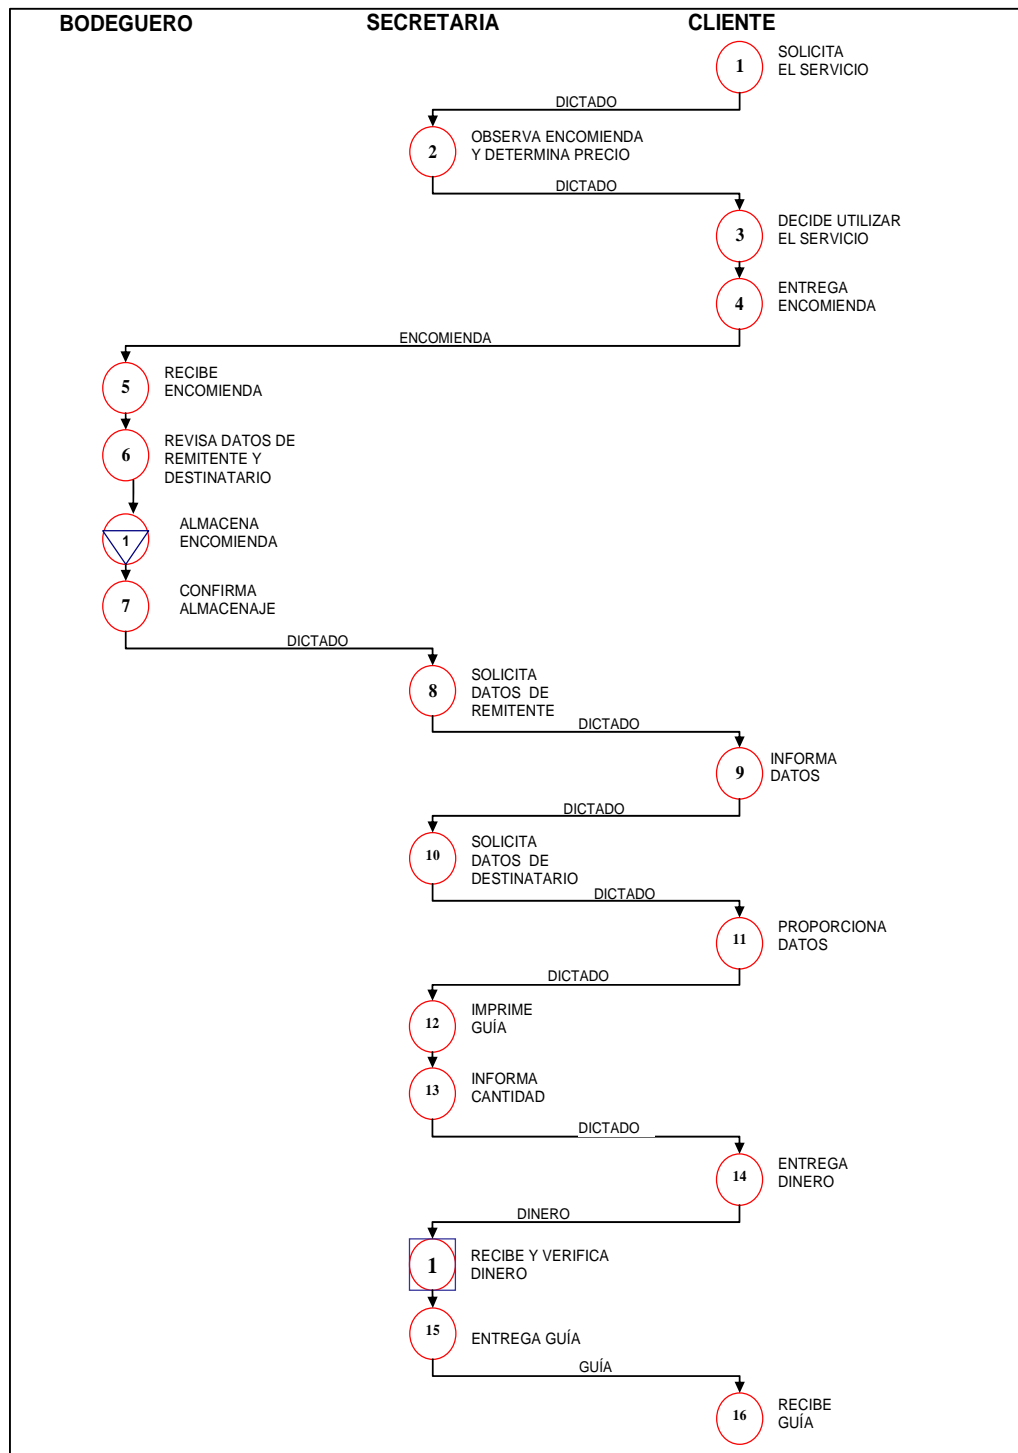 BODEGUERO SECRETARIA CLIENTE
1
SOLICITA
EL SERVICIO
DICTADO
2
OBSERVA ENCOMIENDA
Y DETERMINA PRECIO
DICTADO
3
DECIDE UTILIZAR
EL SERVICIO
4
ENTREGA
ENCOMIENDA
ENCOMIENDA
5
RECIBE
ENCOMIENDA
6
REVISA DATOS DE
REMITENTE Y
DESTINATARIO
1
ALMACENA
ENCOMIENDA
7
CONFIRMA
ALMACENAJE
DICTADO
8
SOLICITA
DATOS DE
REMITENTE
DICTADO
9
INFORMA
DATOS
DICTADO
10
SOLICITA
DATOS DE
DESTINATARIO
DICTADO
11
PROPORCIONA
DATOS
DICTADO
12
IMPRIME
GUÍA
13
INFORMA
CANTIDAD
DICTADO
14
ENTREGA
DINERO
DINERO
1
RECIBE Y VERIFICA
DINERO
15
ENTREGA GUÍA
GUÍA
16
RECIBE
GUÍA